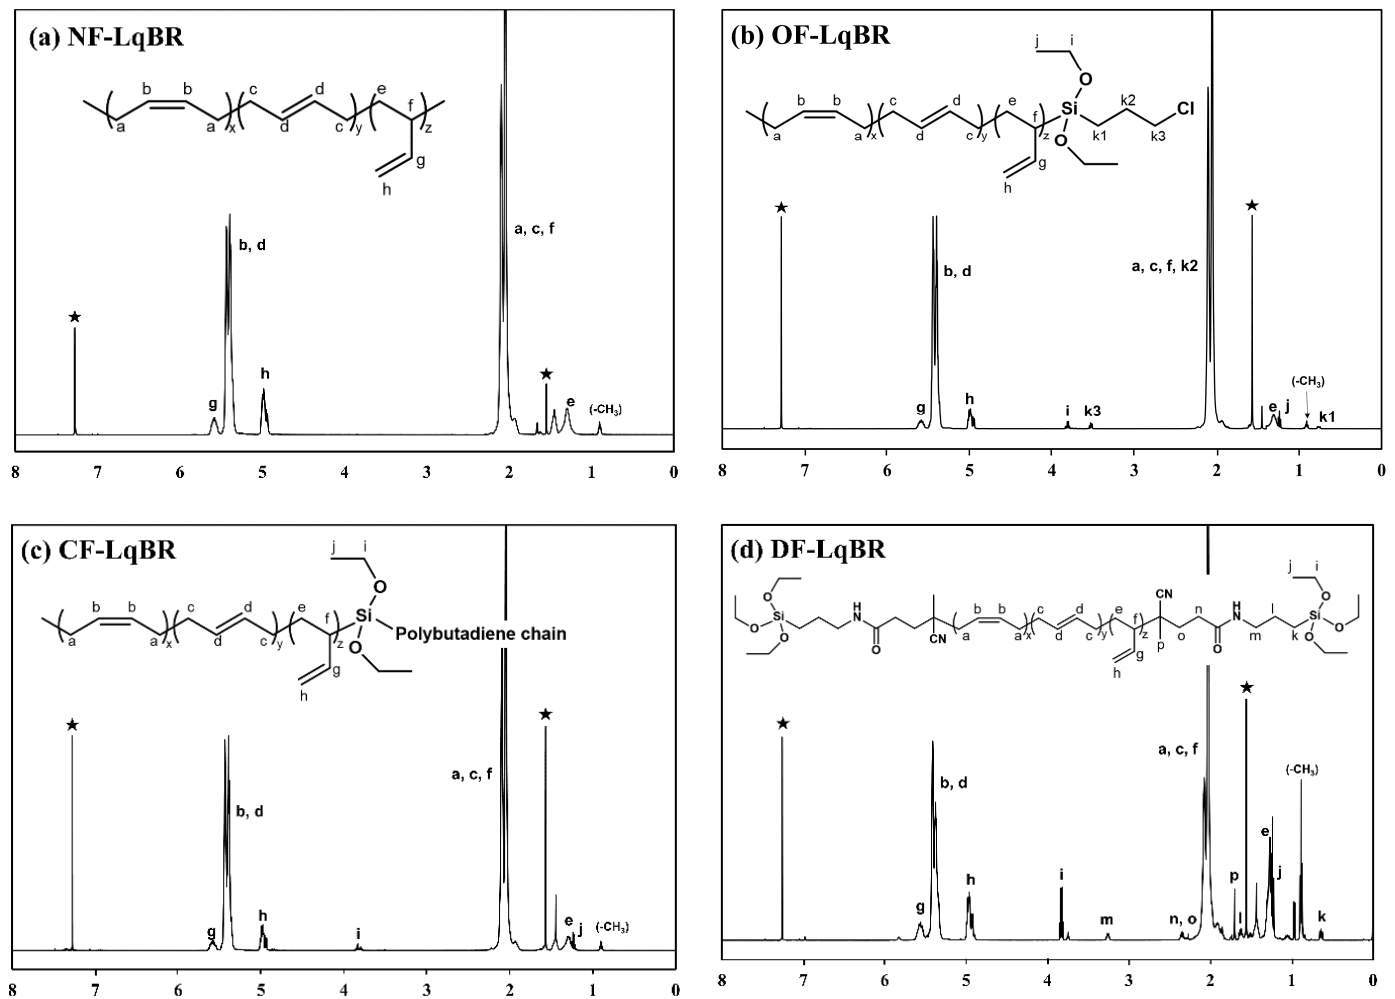 (a) NF-LqBR
b b c d e f
a a x d c y z
g
h
a, c, f
b, d
★
g
h
★
e
(-CH₃)
8 7 6 5 4 3 2 1 0
(b) OF-LqBR
j i
O
b b c d e f Si k2 Cl
a a x d c y z k1 k3
O
g
h
★
★
a, c, f, k2
b, d
g
h
i
k3
(-CH₃)
e
j
k1
8 7 6 5 4 3 2 1 0
(c) CF-LqBR
j i
O
b b c d e f Si
Polybutadiene chain
a a x d c y z
O
g
h
★
★
a, c, f
b, d
g
h
i
e
j
(-CH₃)
8 7 6 5 4 3 2 1 0
(d) DF-LqBR
j i
O O
O Si H N CN n H N l Si O
O b b c d e f O
O CN a a x d c y z p o O m k O
g
h
★
★
a, c, f
b, d
(-CH₃)
e
g
h
i
m
n, o
p
l
j
k
8 7 6 5 4 3 2 1 0